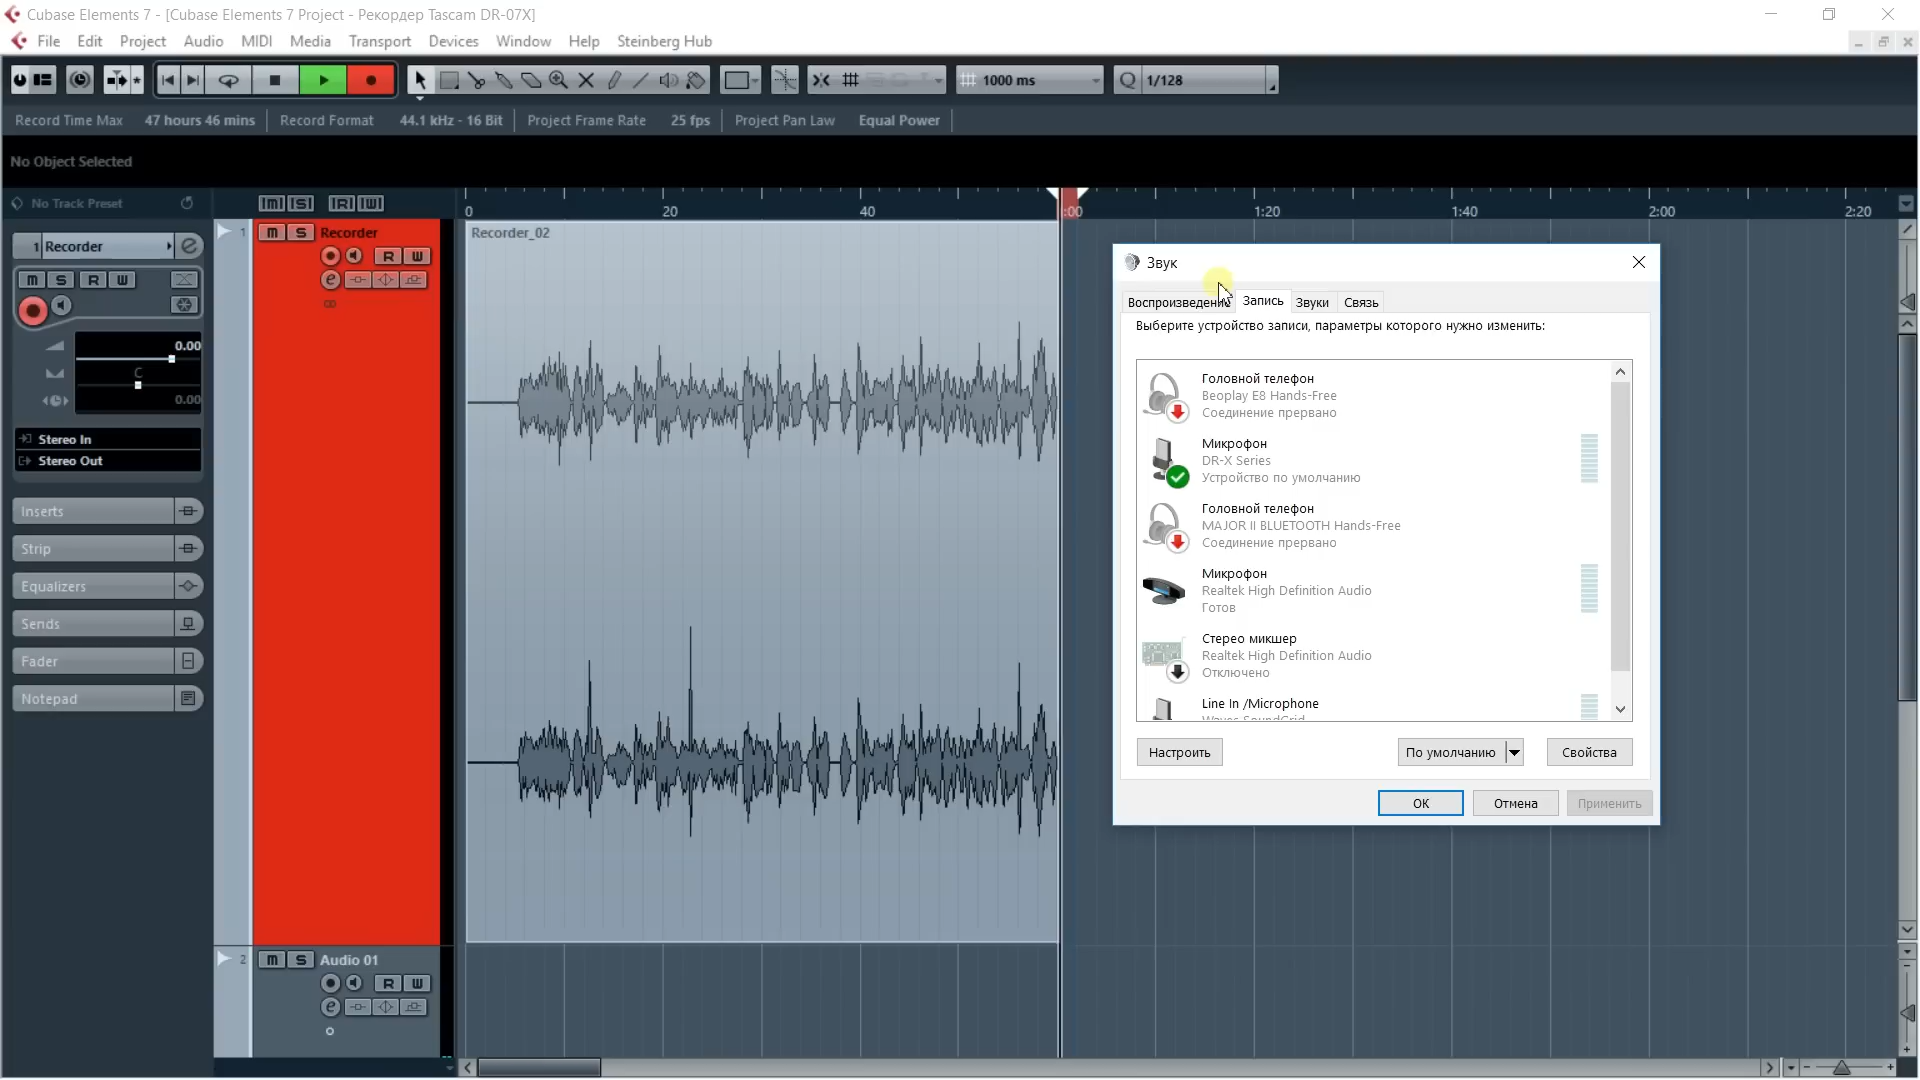 Cubase Elements 7 - [Cubase Elements 7 Project - Рекордер Tascam DR-07X]
File Edit Project Audio MIDI Media Transport Devices Window Help Steinberg Hub
1000 ms
Q 1/128
Record Time Max 47 hours 46 mins Record Format 44.1 kHz - 16 Bit Project Frame Rate 25 fps Project Pan Law Equal Power
No Object Selected
No Track Preset
M S R W
0 20 40 :00 1:20 1:40 2:00 2:20
1 Recorder
M S R W
0.00
C
0.00
Stereo In
Stereo Out
Inserts
Strip
Equalizers
Sends
Fader
Notepad
1 m S Recorder
R W
e
2 m S Audio 01
R W
e
Recorder_02
Звук
Воспроизведение Запись Звуки Связь
Выберите устройство записи, параметры которого нужно изменить:
Головной телефон
Beoplay E8 Hands-Free
Соединение прервано
Микрофон
DR-X Series
Устройство по умолчанию
Головной телефон
MAJOR II BLUETOOTH Hands-Free
Соединение прервано
Микрофон
Realtek High Definition Audio
Готов
Стерео микшер
Realtek High Definition Audio
Отключено
Line In /Microphone
Waves SoundGrid
Настроить По умолчанию Свойства
ОК Отмена Применить